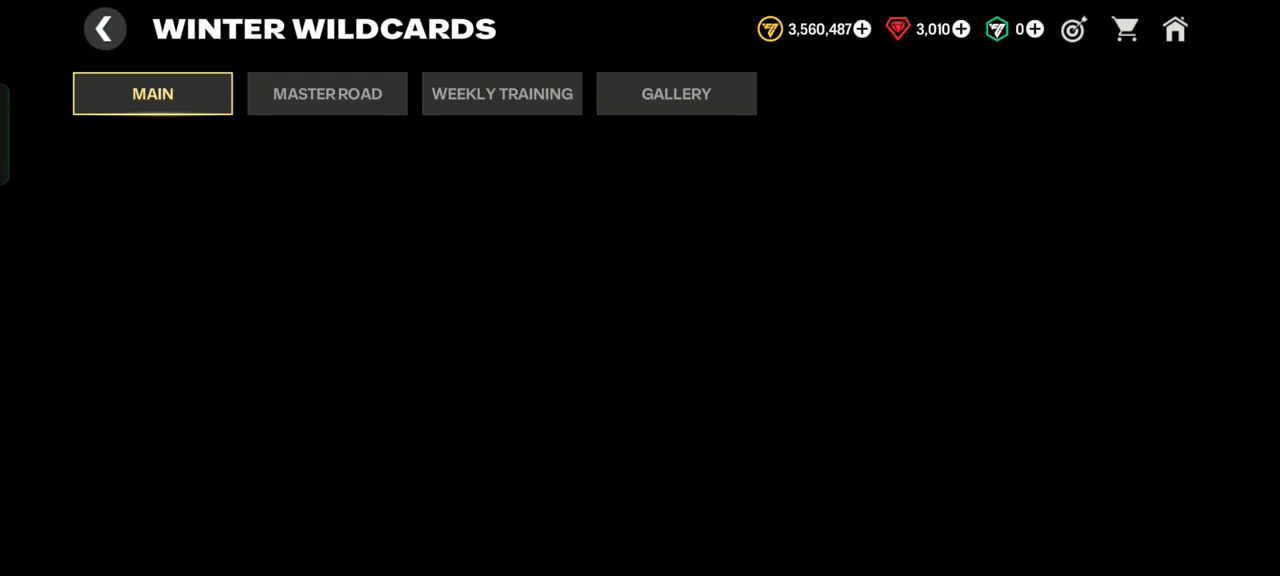 WINTER WILDCARDS
3,560,487
3,010
0
MAIN
MASTER ROAD
WEEKLY TRAINING
GALLERY